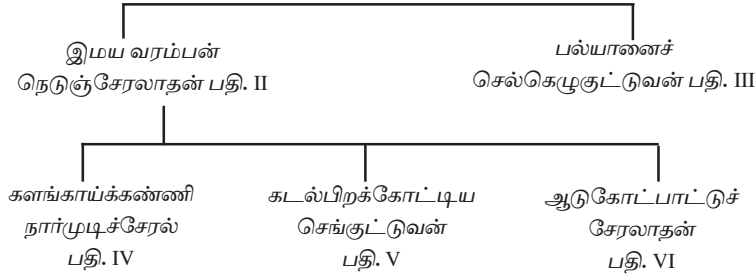 இமய வரம்பன்
நெடுஞ்சேரலாதன் பதி. II
பல்யானைச்
செல்கெழுகுட்டுவன் பதி. III
களங்காய்க்கண்ணி
நார்முடிச்சேரல்
பதி. IV
கடல்பிறக்கோட்டிய
செங்குட்டுவன்
பதி. V
ஆடுகோட்பாட்டுச்
சேரலாதன்
பதி. VI